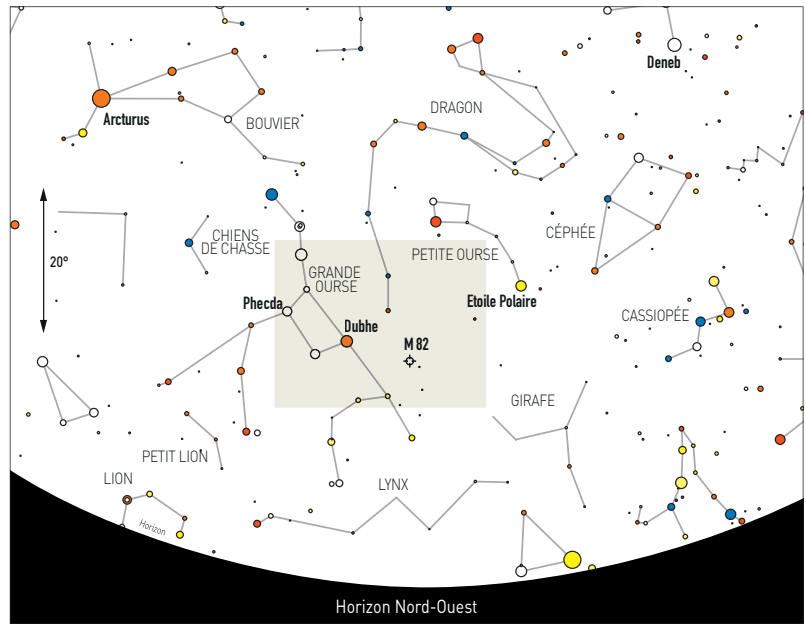 Deneb
Arcturus
BOUVIER
DRAGON
20°
CHIENS
DE CHASSE
GRANDE
OURSE
PETITE OURSE
CÉPHÉE
Phecda
Etoile Polaire
CASSIOPÉE
Dubhe
M 82
GIRAFE
PETIT LION
LION
LYNX
Horizon
Horizon Nord-Ouest